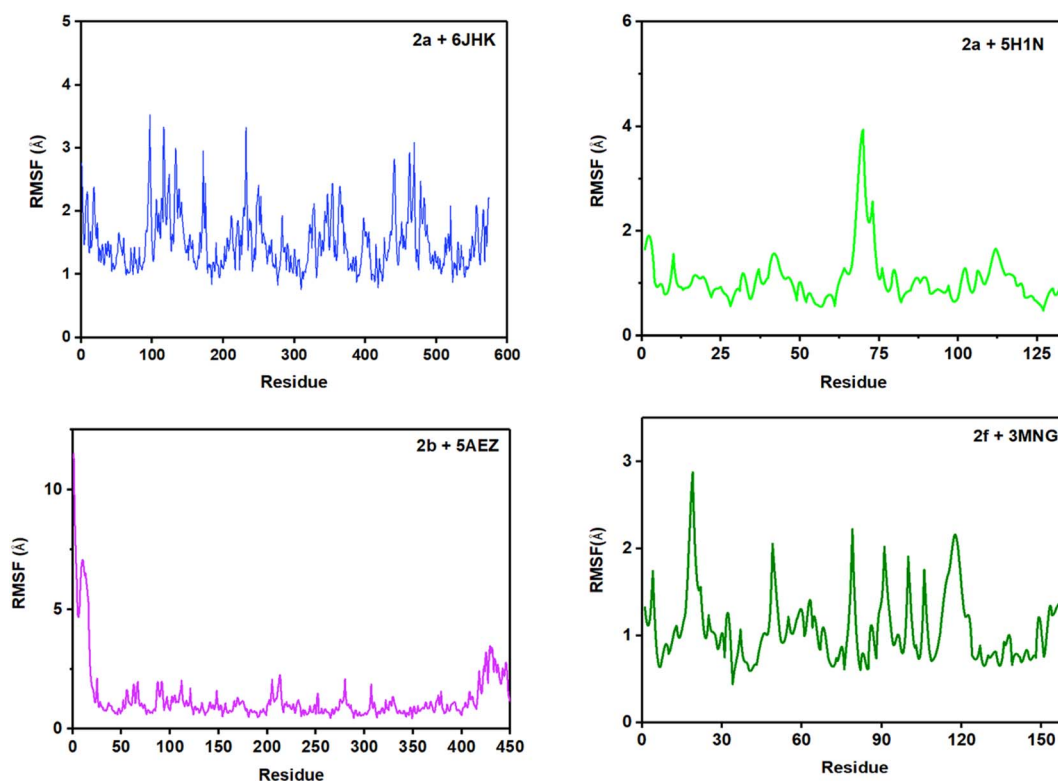 2a + 6JHK
RMSF (Å)
5
4
3
2
1
0
0 100 200 300 400 500 600
Residue
2a + 5H1N
RMSF (Å)
6
4
2
0
0 25 50 75 100 125
Residue
2b + 5AEZ
RMSF (Å)
10
5
0
0 50 100 150 200 250 300 350 400 450
Residue
2f + 3MNG
RMSF(Å)
3
2
1
0
0 30 60 90 120 150
Residue